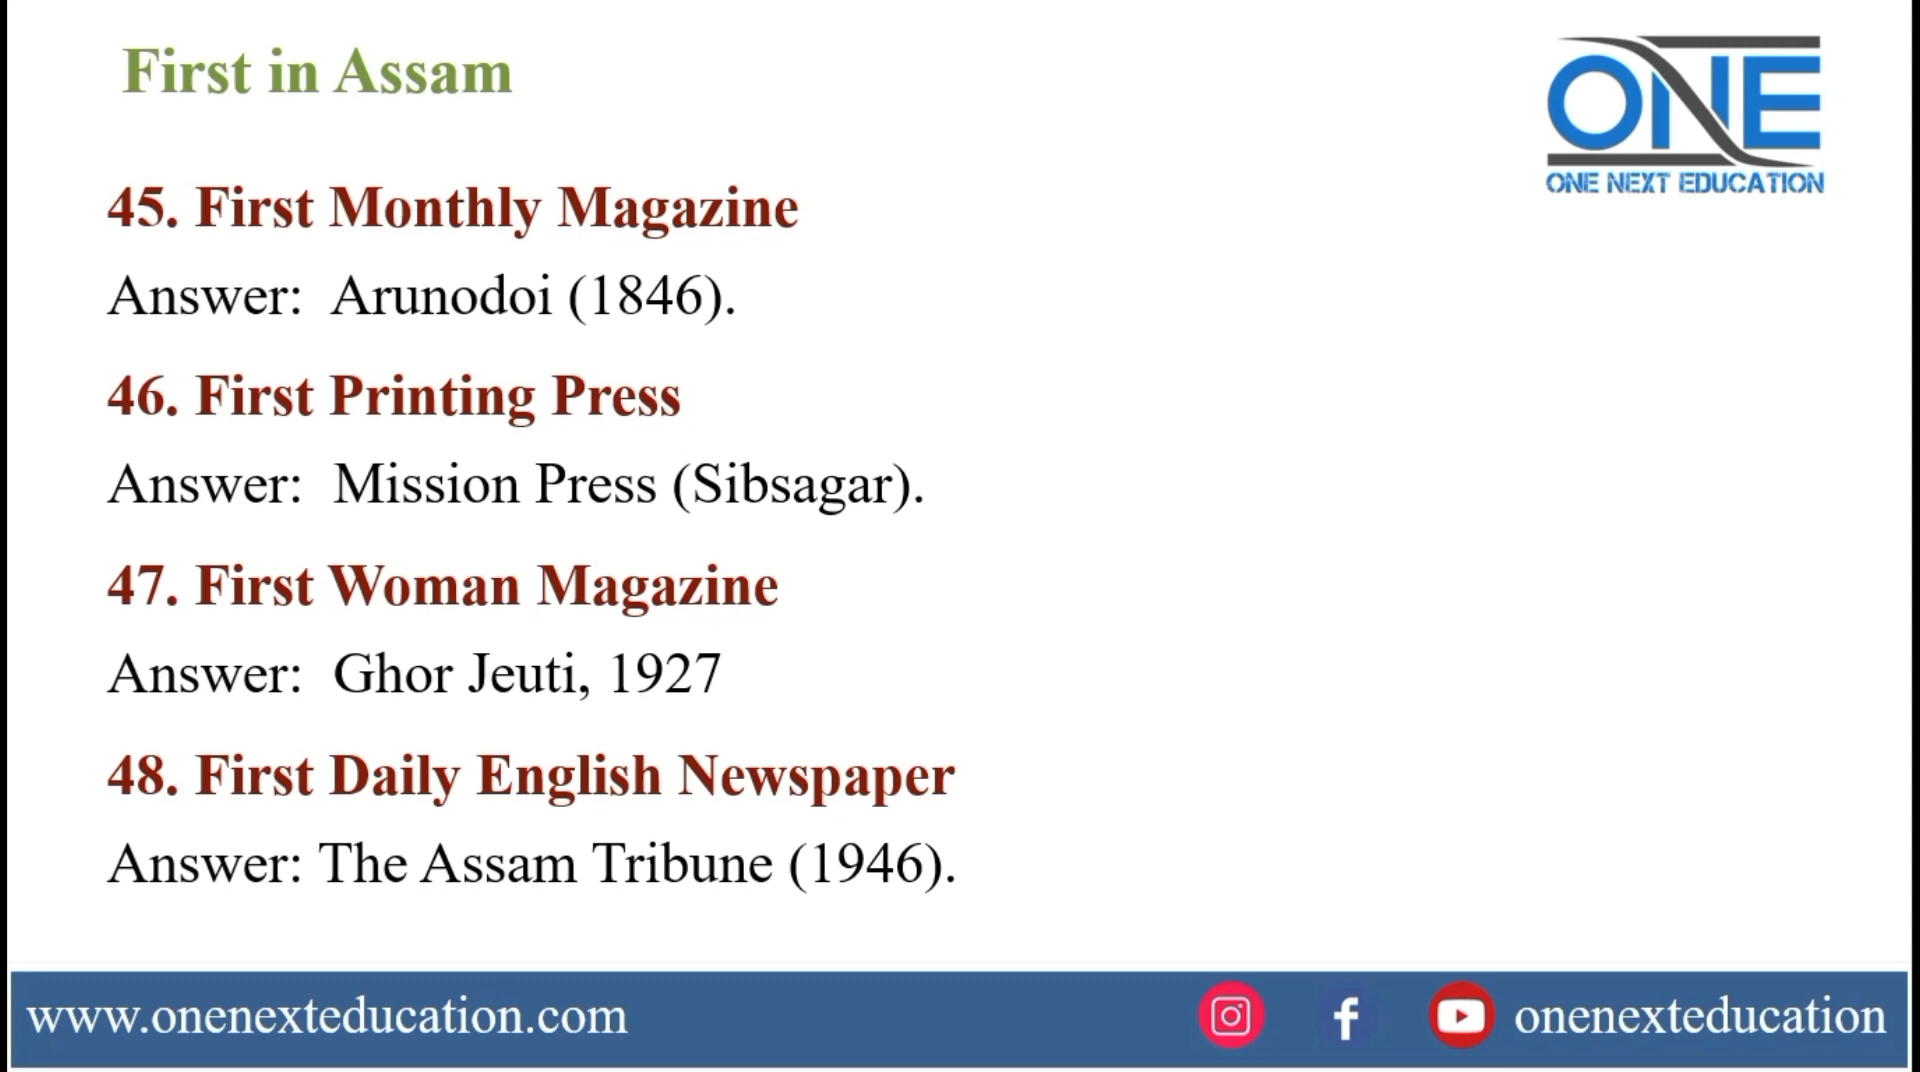 First in Assam
ONE
ONE NEXT EDUCATION
45. First Monthly Magazine
Answer: Arunodoi (1846).
46. First Printing Press
Answer: Mission Press (Sibsagar).
47. First Woman Magazine
Answer: Ghor Jeuti, 1927
48. First Daily English Newspaper
Answer: The Assam Tribune (1946).
www.onenexteducation.com
f
onenexteducation